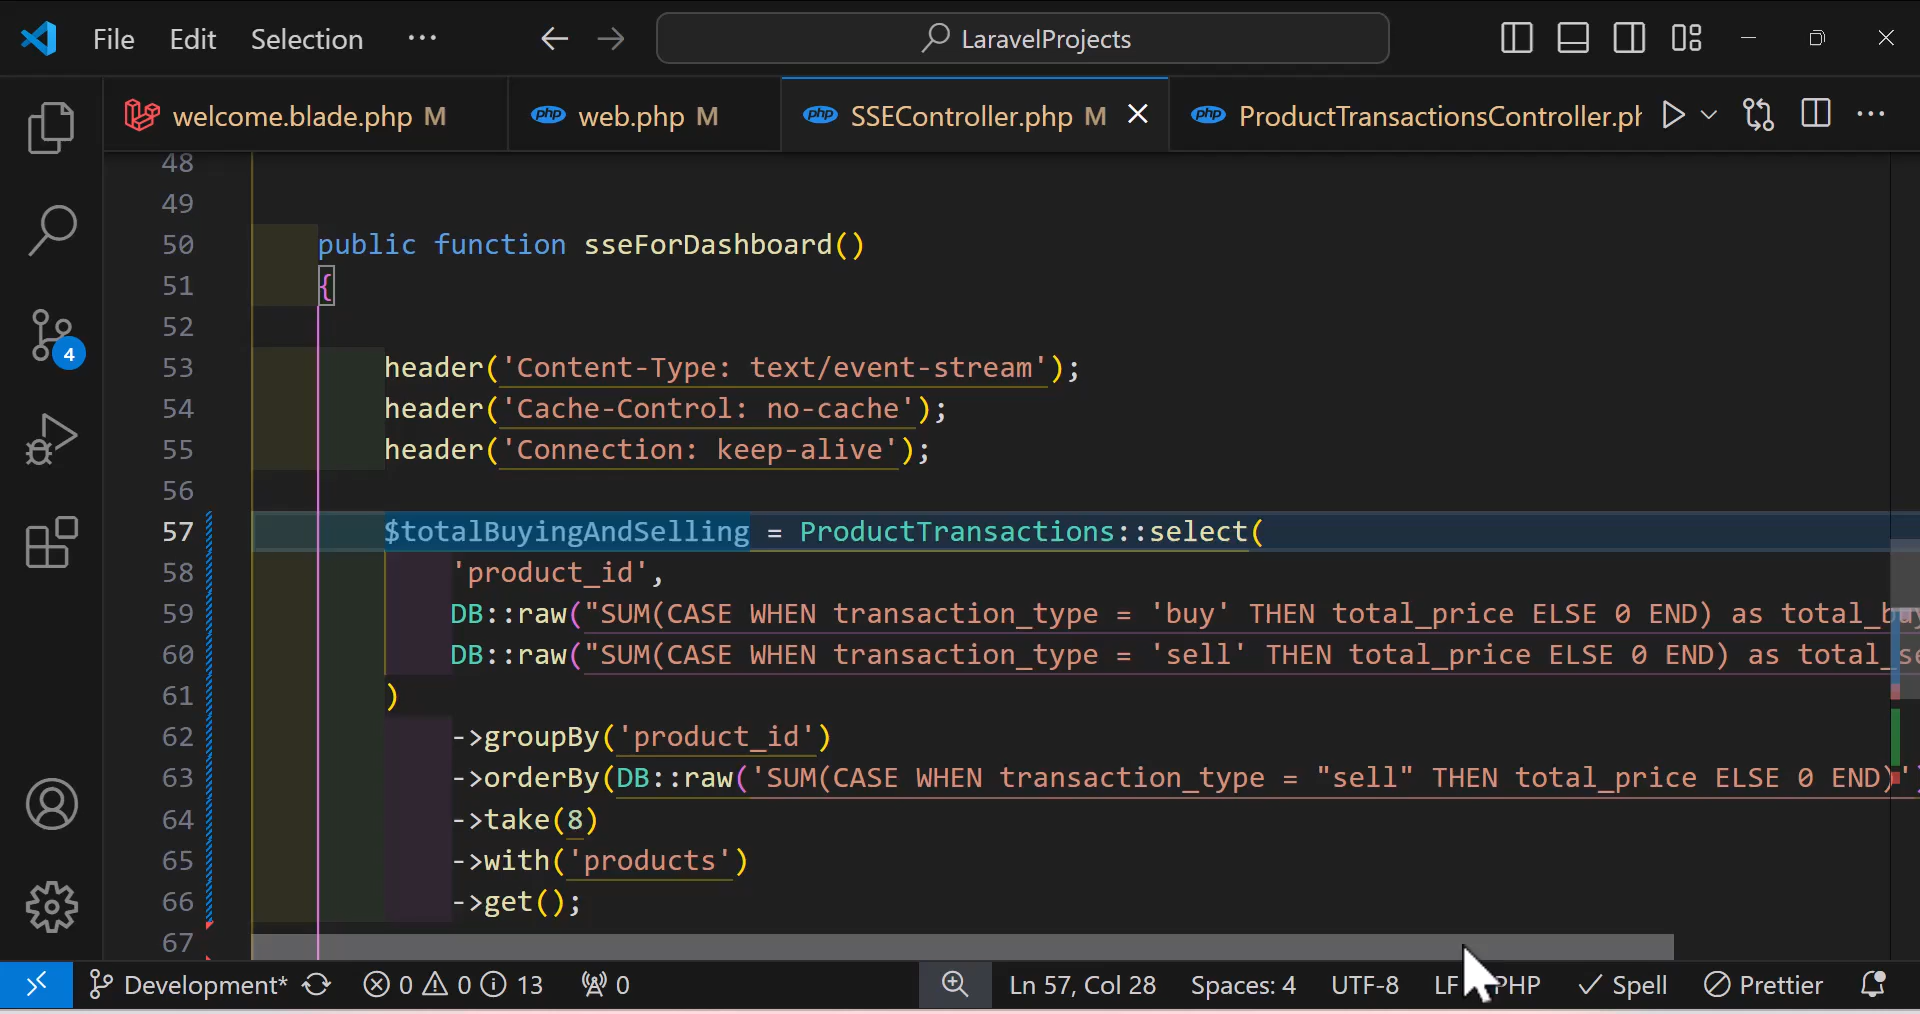 File Edit Selection ··· LaravelProjects
welcome.blade.php M php web.php M php SSEController.php M php ProductTransactionsController.ph
48
49
50 public function sseForDashboard()
51 {
52
53 header('Content-Type: text/event-stream');
54 header('Cache-Control: no-cache');
55 header('Connection: keep-alive');
56
57 $totalBuyingAndSelling = ProductTransactions::select(
58 'product_id',
59 DB::raw("SUM(CASE WHEN transaction_type = 'buy' THEN total_price ELSE 0 END) as total_buy
60 DB::raw("SUM(CASE WHEN transaction_type = 'sell' THEN total_price ELSE 0 END) as total_se
61 )
62 ->groupBy('product_id')
63 ->orderBy(DB::raw('SUM(CASE WHEN transaction_type = "sell" THEN total_price ELSE 0 END)')
64 ->take(8)
65 ->with('products')
66 ->get();
67
4
Development* 0 0 13 0 Ln 57, Col 28 Spaces: 4 UTF-8 LF PHP Spell Prettier